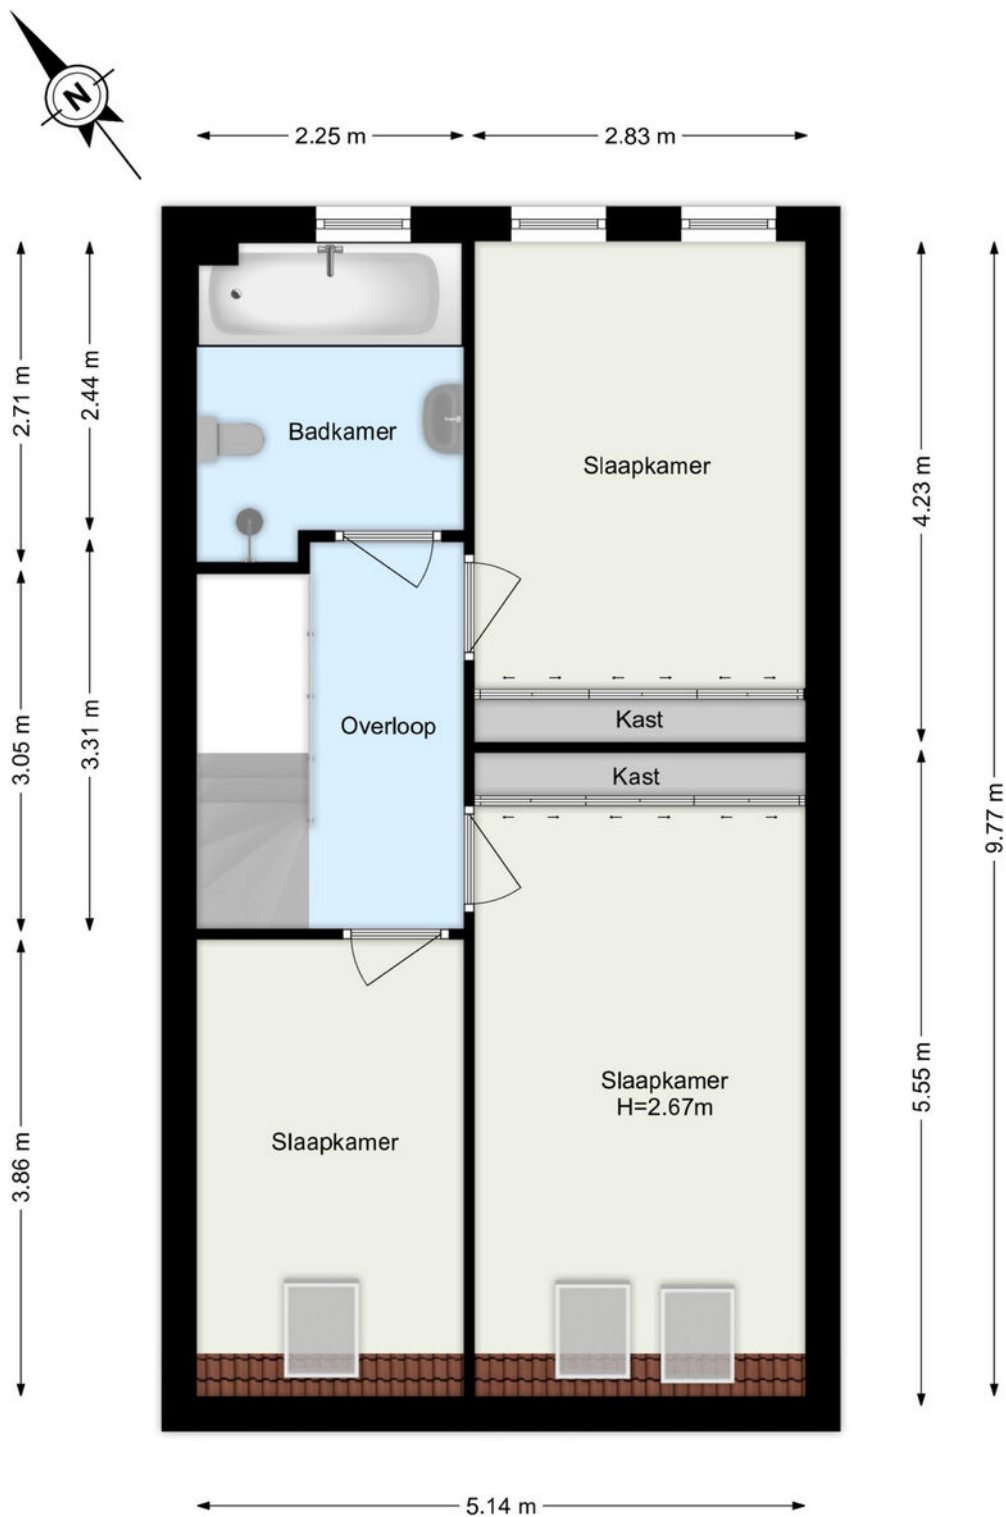 N
2.25 m
2.83 m
2.71 m
2.44 m
Badkamer
Slaapkamer
4.23 m
3.05 m
3.31 m
Overloop
Kast
Kast
9.77 m
Slaapkamer
H=2.67m
5.55 m
Slaapkamer
3.86 m
5.14 m